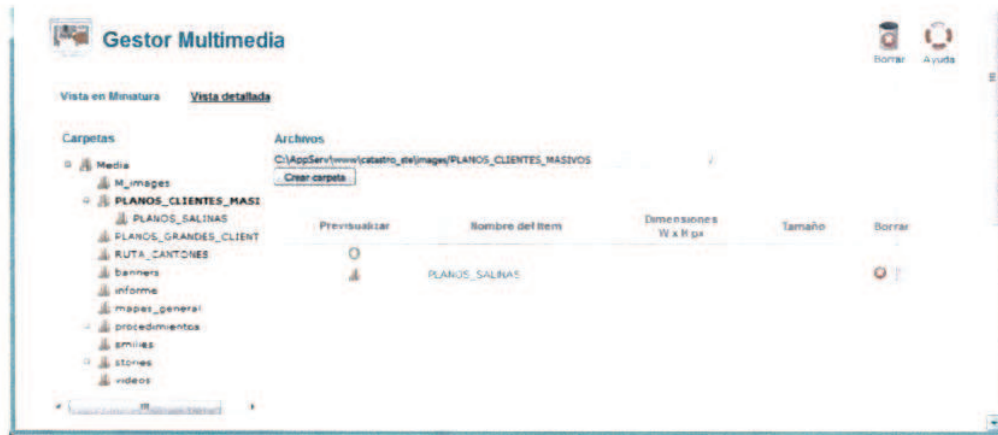 Gestor Multimedia
Borrar
Ayuda
Vista en Miniatura
Vista detallada
Carpetas
Media
M_images
PLANOS_CLIENTES_MASI
PLANOS_SALINAS
PLANOS_GRANDES_CLIENT
RUTA_CANTONES
banners
informe
mapas_general
procedimientos
smilies
stories
videos
Archivos
C:\AppServ\www\catastro_ele\images/PLANOS_CLIENTES_MASIVOS
Crear carpeta
Previsualizar
Nombre del Item
Dimensiones
W x H px
Tamaño
Borrar
PLANOS_SALINAS